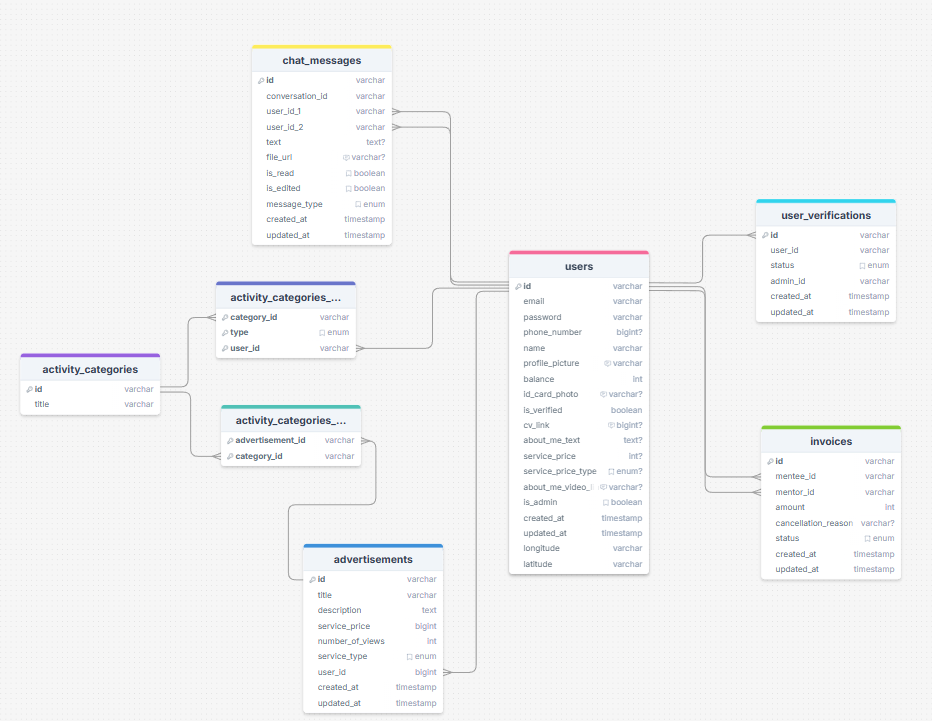 chat_messages
id varchar
conversation_id varchar
user_id_1 varchar
user_id_2 varchar
text text?
file_url varchar?
is_read boolean
is_edited boolean
message_type enum
created_at timestamp
updated_at timestamp
activity_categories_...
category_id varchar
type enum
user_id varchar
activity_categories
id varchar
title varchar
activity_categories_...
advertisement_id varchar
category_id varchar
advertisements
id varchar
title varchar
description text
service_price bigint
number_of_views int
service_type enum
user_id bigint
created_at timestamp
updated_at timestamp
users
id varchar
email varchar
password varchar
phone_number bigint?
name varchar
profile_picture varchar
balance int
id_card_photo varchar?
is_verified boolean
cv_link bigint?
about_me_text text?
service_price int?
service_price_type enum?
about_me_video_ varchar?
is_admin boolean
created_at timestamp
updated_at timestamp
longitude varchar
latitude varchar
user_verifications
id varchar
user_id varchar
status enum
admin_id varchar
created_at timestamp
updated_at timestamp
invoices
id varchar
mentee_id varchar
mentor_id varchar
amount int
cancellation_reason varchar?
status enum
created_at timestamp
updated_at timestamp